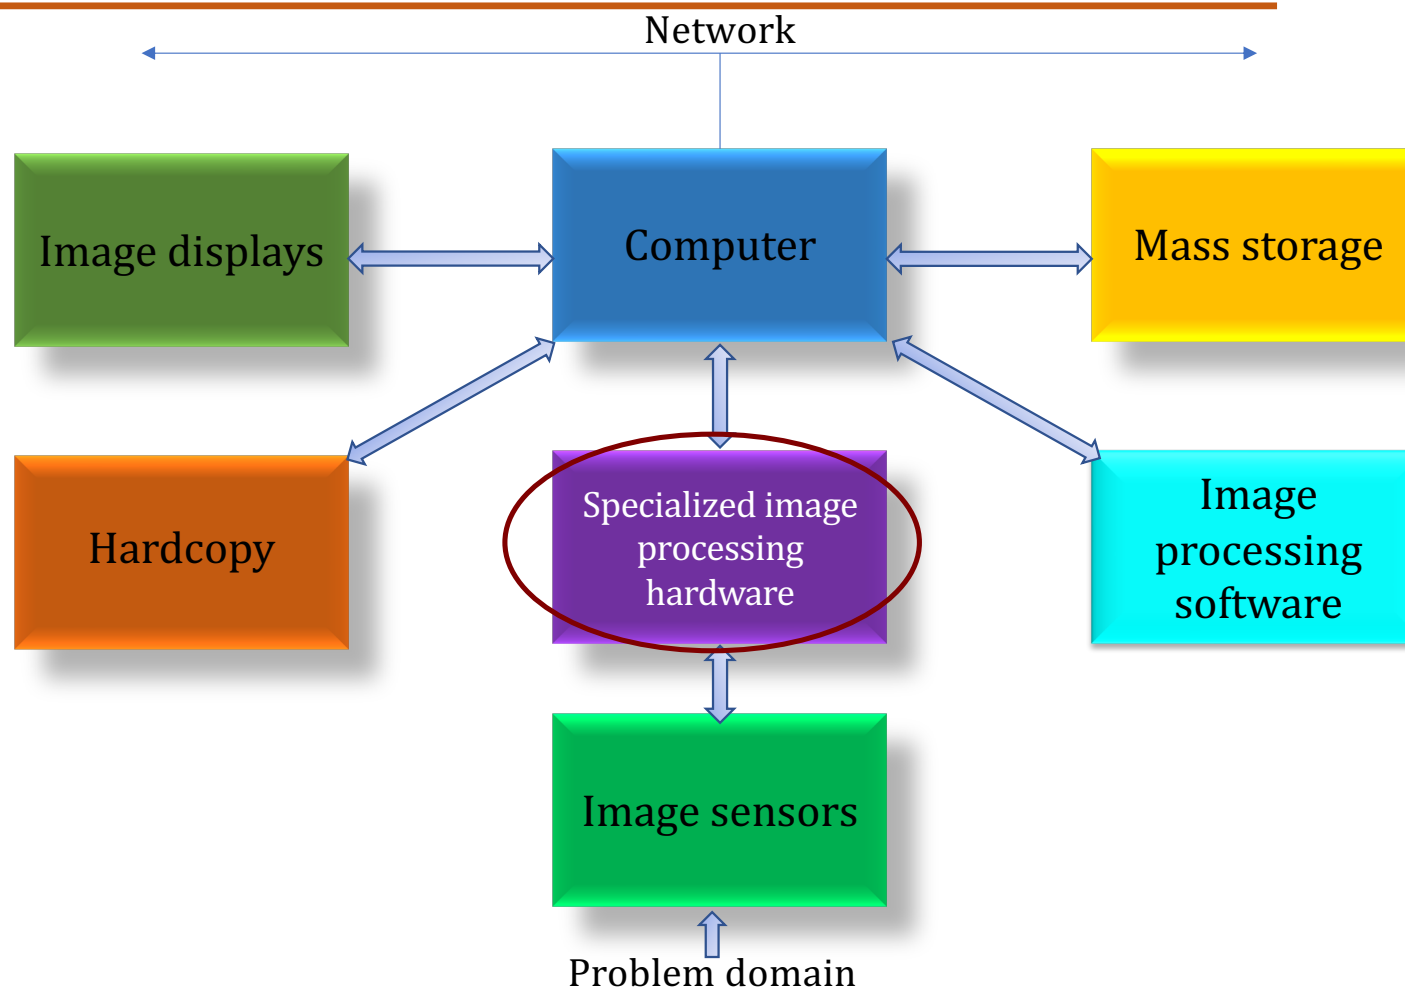 Network
Image displays
Computer
Mass storage
Hardcopy
Specialized image
processing
hardware
Image
processing
software
Image sensors
Problem domain